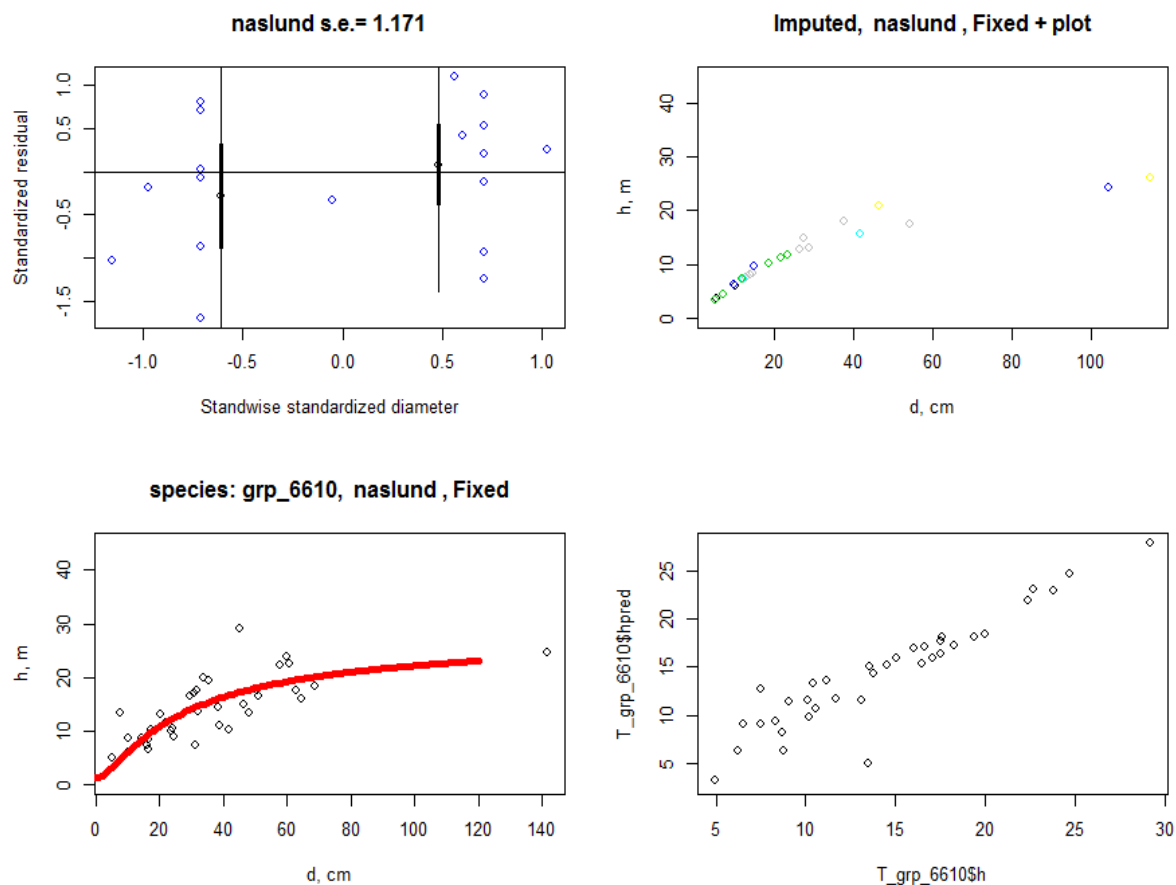 naslund s.e.= 1.171
Standardized residual
1.0
0.5
-0.5
-1.5
-1.0 -0.5 0.0 0.5 1.0
Standwise standardized diameter
Imputed, naslund , Fixed + plot
h, m
40
30
20
10
0
20 40 60 80 100
d, cm
species: grp_6610, naslund , Fixed
h, m
40
30
20
10
0
0 20 40 60 80 100 120 140
d, cm
T_grp_6610$hpred
25
20
15
10
5
5 10 15 20 25 30
T_grp_6610$h